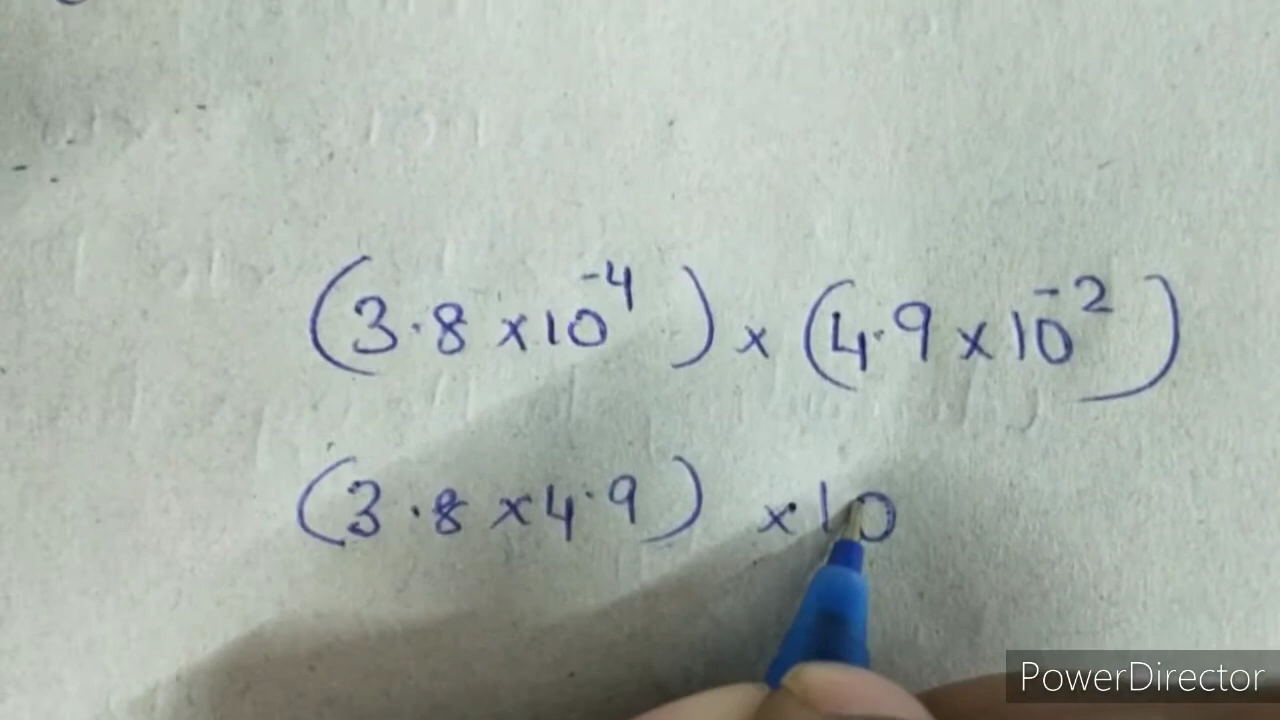 (3.8 × 10⁻⁴) × (4.9 × 10⁻²)
(3.8 × 4.9) × 10
PowerDirector